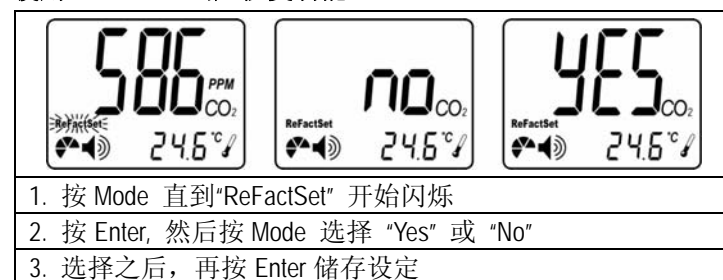 586 PPM CO₂
ReFactSet
24.6°C
no CO₂
ReFactSet
24.6°C
YES CO₂
ReFactSet
24.6°C
1. 按 Mode 直到“ReFactSet” 开始闪烁
2. 按 Enter, 然后按 Mode 选择 “Yes” 或 “No”
3. 选择之后，再按 Enter 储存设定